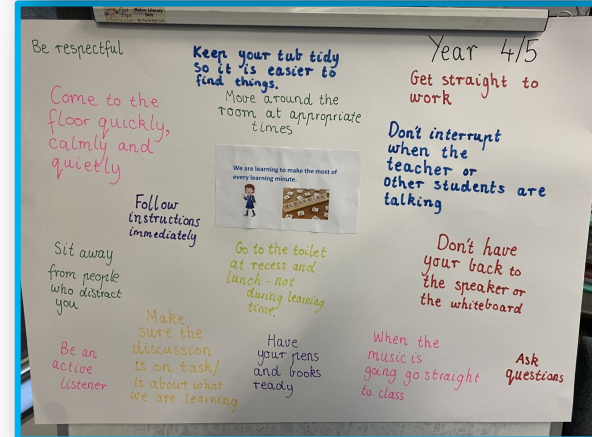 Be respectful
Keep your tub tidy
So it is easier to
find things.
Year 4/5
Get straight to
work
Come to the
floor quickly,
calmly and
quietly
Move around the
room at appropriate
times
Don't interrupt
when the
teacher or
other students are
talking
We are learning to make the most of
every learning minute.
Follow
instructions
immediately
Sit away
from people
who distract
you
Go to the toilet
at recess and
lunch - not
during learning
time.
Don't have
your back to
the speaker or
the whiteboard
Be an
active
listener
Make
sure the
discussion
is on task/
is about what
we are learning
Have
your pens
and books
ready
When the
music is
going go straight
to class
Ask
questions